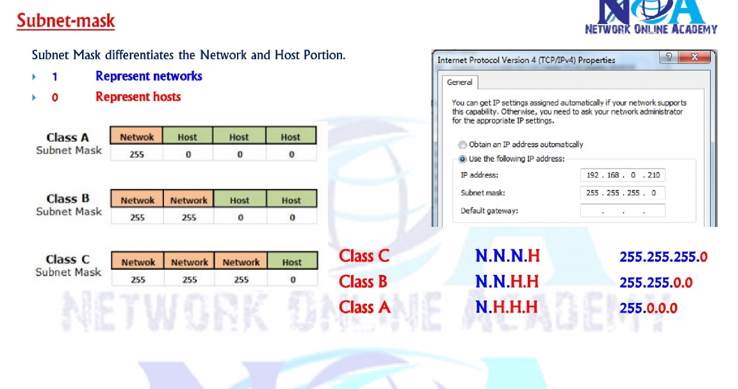 Subnet-mask
NOA
NETWORK ONLINE ACADEMY
Subnet Mask differentiates the Network and Host Portion.
1 Represent networks
0 Represent hosts
Internet Protocol Version 4 (TCP/IPv4) Properties
General
You can get IP settings assigned automatically if your network supports
this capability. Otherwise, you need to ask your network administrator
for the appropriate IP settings.
Obtain an IP address automatically
Use the following IP address:
IP address: 192 . 168 . 0 . 210
Subnet mask: 255 . 255 . 255 . 0
Default gateway: . . .
Class A Netwok Host Host Host
Subnet Mask 255 0 0 0
Class B Netwok Network Host Host
Subnet Mask 255 255 0 0
Class C Netwok Network Network Host
Subnet Mask 255 255 255 0
Class C N.N.N.H 255.255.255.0
Class B N.N.H.H 255.255.0.0
Class A N.H.H.H 255.0.0.0
NETWORK ONLINE ACADEMY